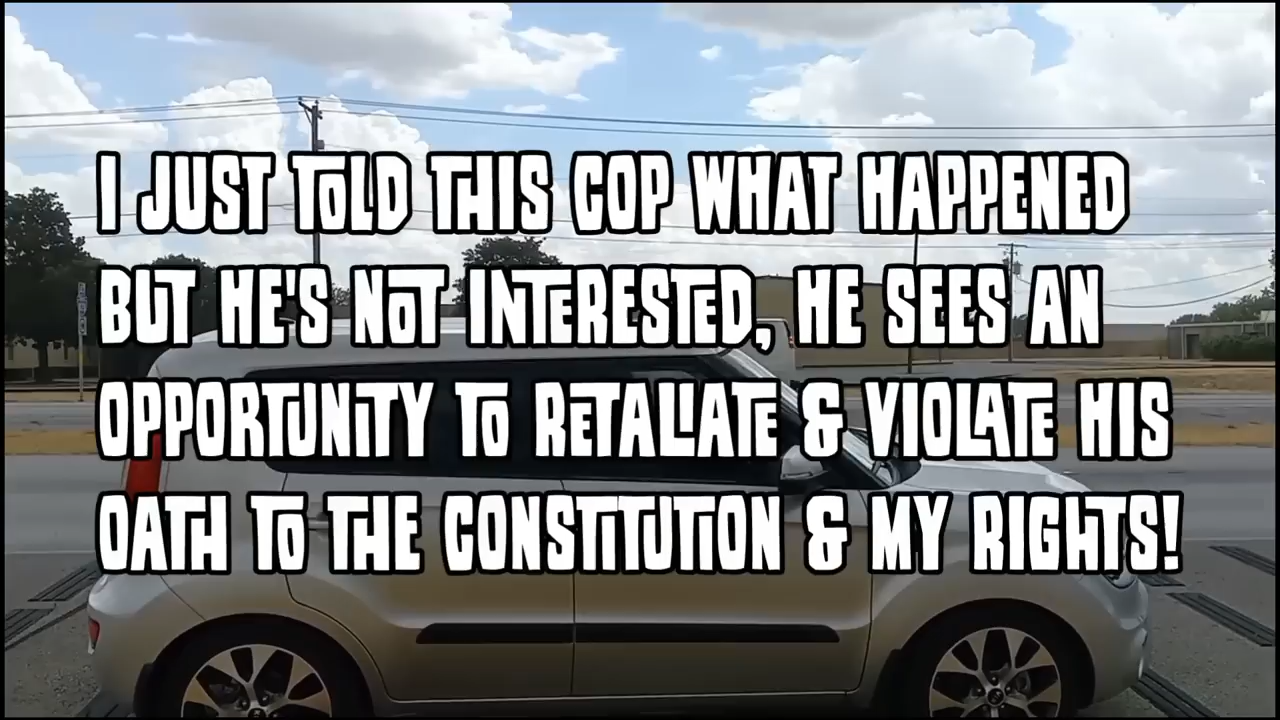 I JUST TOLD THIS COP WHAT HAPPENED
BUT HE'S NOT INTERESTED, HE SEES AN
OPPORTUNITY TO RETALIATE & VIOLATE HIS
OATH TO THE CONSTITUTION & MY RIGHTS!